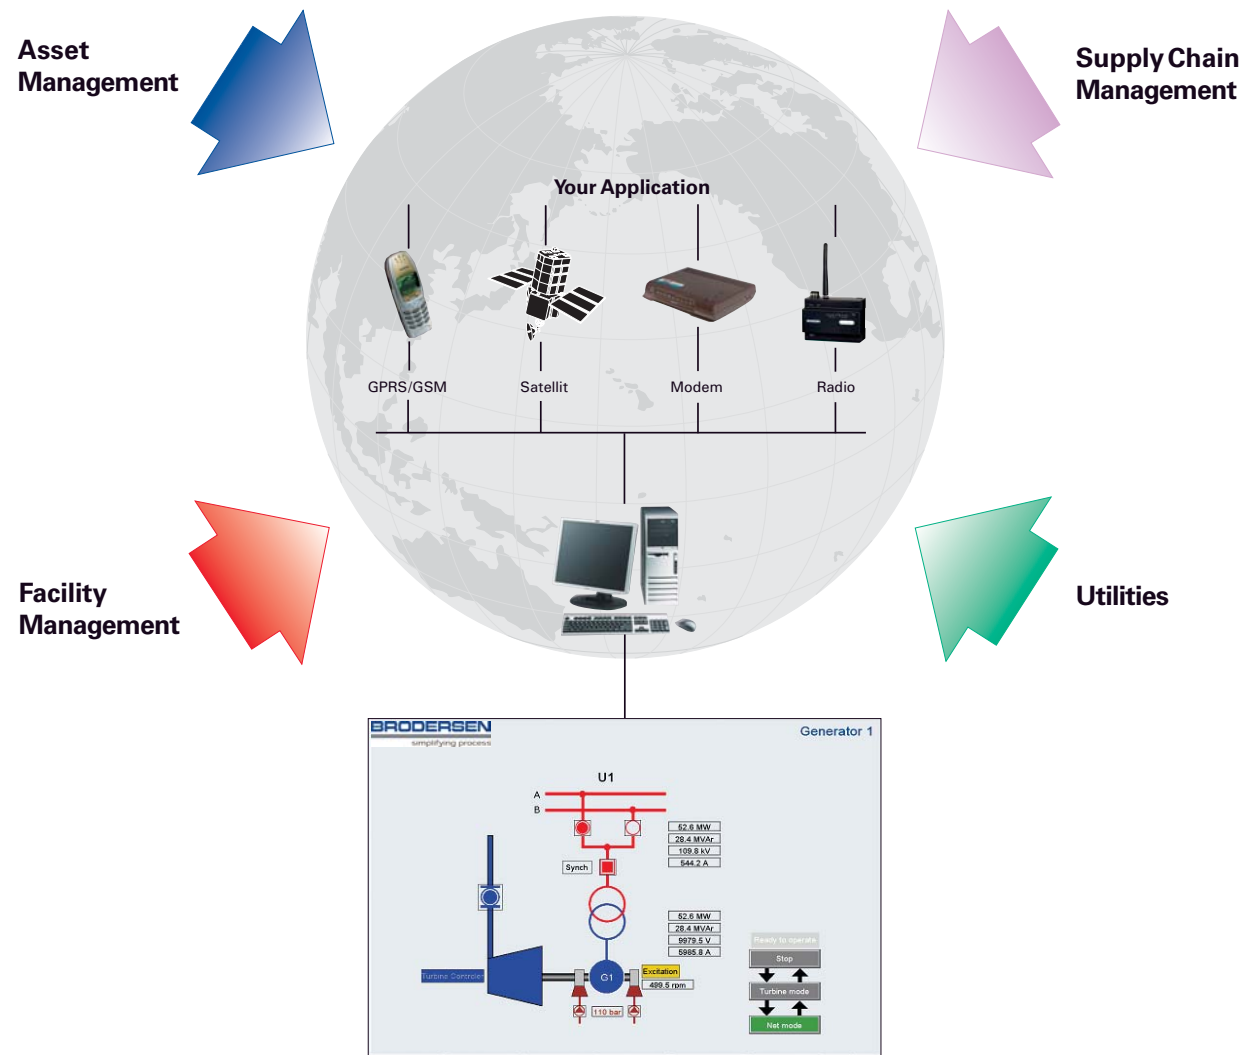 Asset
Management
Supply Chain
Management
Your Application
GPRS/GSM
Satellit
Modem
Radio
Facility
Management
Utilities
BRODERSEN
simplifying process
Generator 1
U1
A
B
52.6 MW
28.4 MVAr
109.8 kV
544.2 A
Synch
52.6 MW
28.4 MVAr
9979.5 V
5985.8 A
Ready to operate
Stop
Turbine Controler
G1
Excitation
499.5 rpm
Turbine mode
110 bar
Net mode